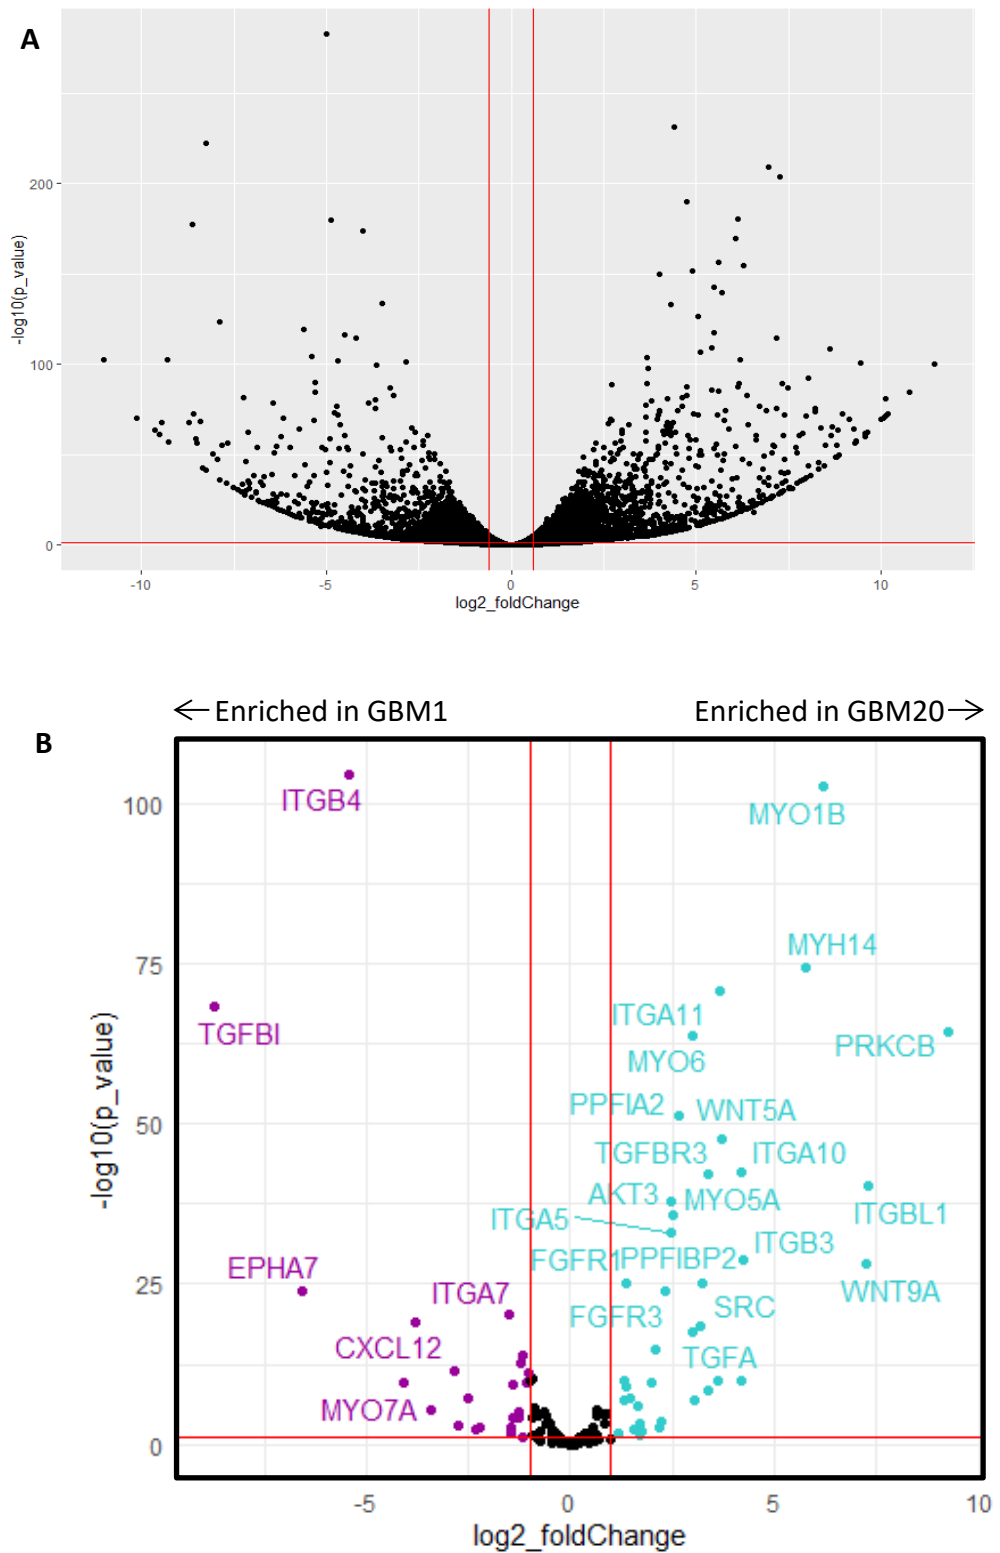 A
-log10(p_value)
200
100
0
-10
-5
0
5
10
log2_foldChange
← Enriched in GBM1
Enriched in GBM20 →
B
-log10(p_value)
100
75
50
25
0
ITGB4
MYO1B
MYH14
TGFBI
ITGA11
PRKCB
MYO6
PPFIA2
WNT5A
TGFBR3
ITGA10
AKT3
MYO5A
ITGA5
ITGBL1
ITGB3
FGFR1
PPFIBP2
EPHA7
WNT9A
ITGA7
SRC
FGFR3
CXCL12
TGFA
MYO7A
-5
0
5
10
log2_foldChange